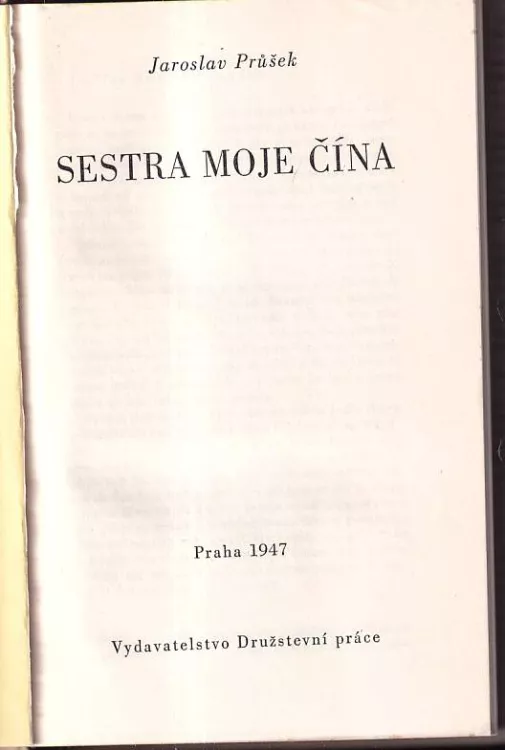 Jaroslav Průšek
SESTRA MOJE ČÍNA
Praha 1947
Vydavatelstvo Družstevní práce